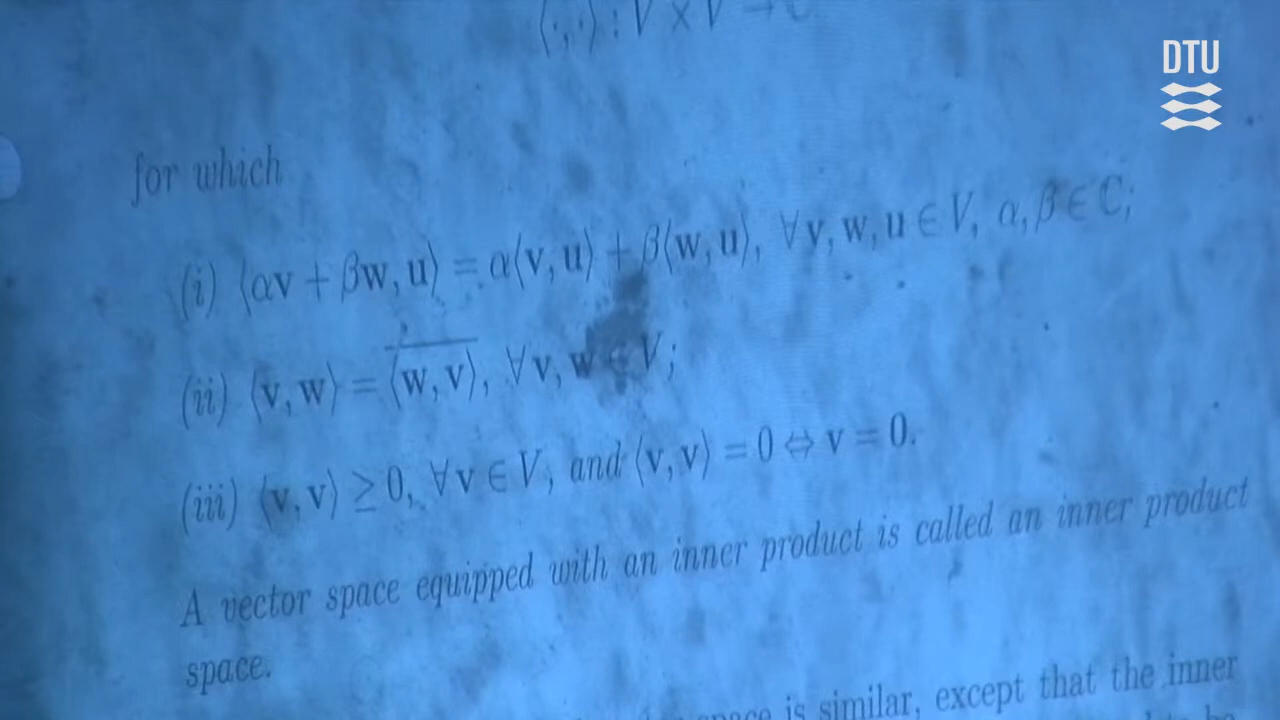 ⟨·,·⟩ : V × V → C
DTU
for which
(i) ⟨αv + βw, u⟩ = α⟨v, u⟩ + β⟨w, u⟩, ∀v, w, u ∈ V, α, β ∈ C;
(ii) ⟨v, w⟩ = \overline{⟨w, v⟩}, ∀v, w ∈ V;
(iii) ⟨v, v⟩ ≥ 0, ∀v ∈ V, and ⟨v, v⟩ = 0 ⇔ v = 0.
A vector space equipped with an inner product is called an inner product
space.
space is similar, except that the inner